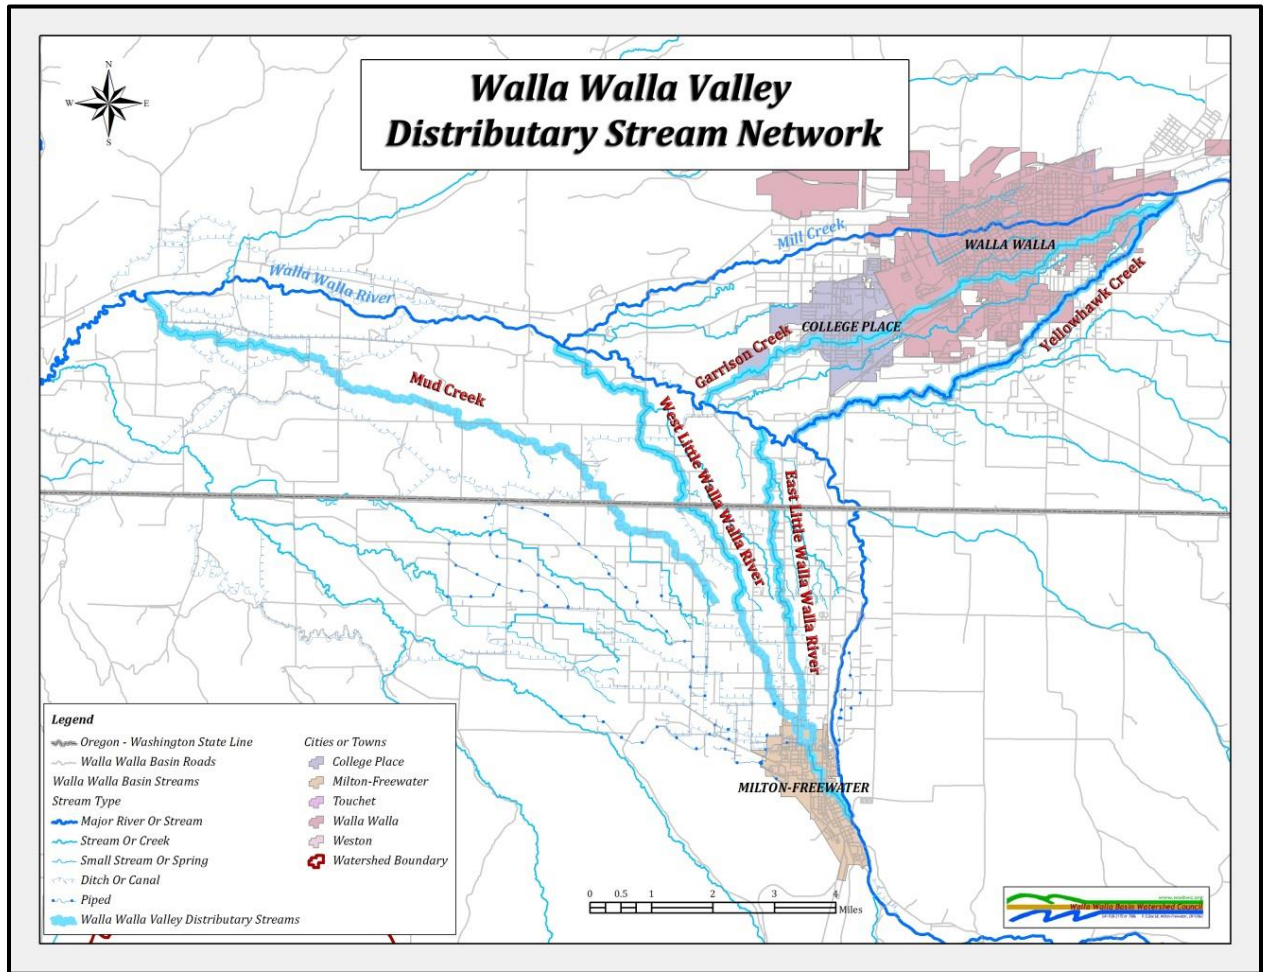 Walla Walla Valley
Distributary Stream Network
N
W
E
S
Mill Creek
WALLA WALLA
Walla Walla River
Yellowhawk Creek
COLLEGE PLACE
Garrison Creek
Mud Creek
West Little Walla Walla River
East Little Walla Walla River
MILTON-FREEWATER
Legend
Oregon - Washington State Line
Walla Walla Basin Roads
Walla Walla Basin Streams
Stream Type
Major River Or Stream
Stream Or Creek
Small Stream Or Spring
Ditch Or Canal
Piped
Walla Walla Valley Distributary Streams
Cities or Towns
College Place
Milton-Freewater
Touchet
Walla Walla
Weston
Watershed Boundary
0 0.5 1 2 3 4
Miles
Walla Walla Basin Watershed Council